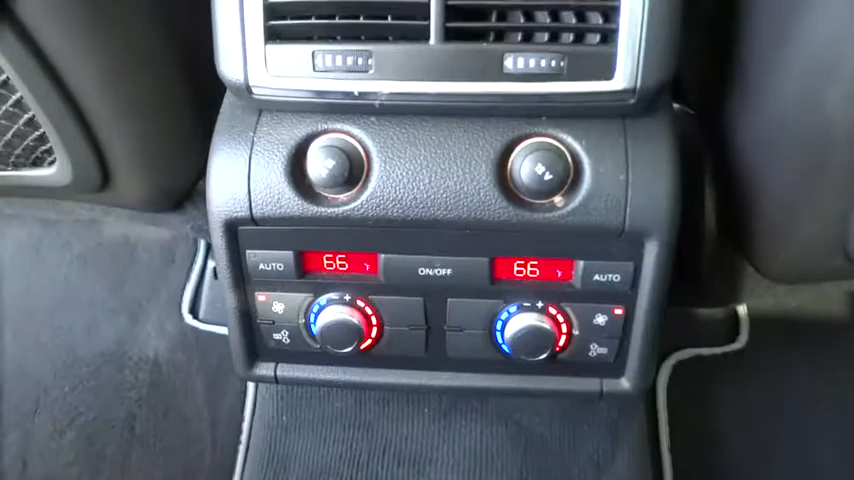 66 °F
66 °F
AUTO
ON/OFF
AUTO
- +
- +